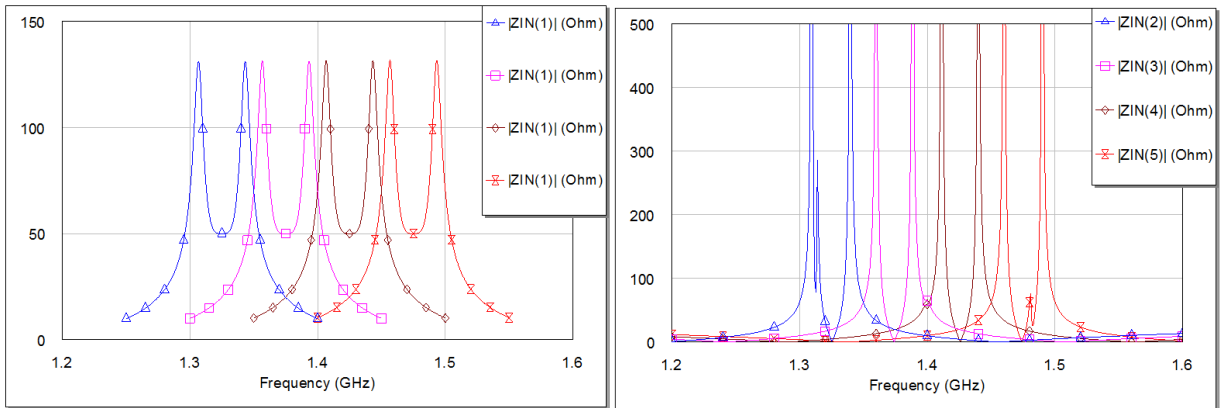 150
100
50
0
1.2
1.3
1.4
1.5
1.6
Frequency (GHz)
|ZIN(1)| (Ohm)
|ZIN(1)| (Ohm)
|ZIN(1)| (Ohm)
|ZIN(1)| (Ohm)
500
400
300
200
100
0
1.2
1.3
1.4
1.5
1.6
Frequency (GHz)
|ZIN(2)| (Ohm)
|ZIN(3)| (Ohm)
|ZIN(4)| (Ohm)
|ZIN(5)| (Ohm)